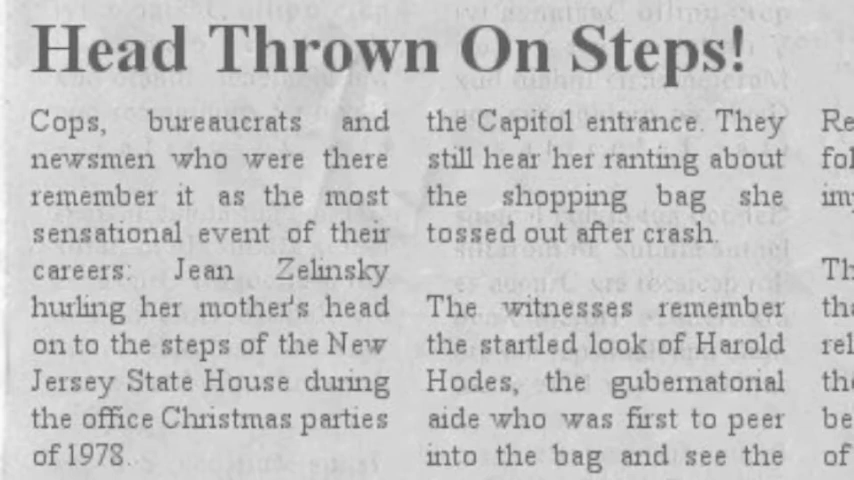 Head Thrown On Steps!
Cops, bureaucrats and
newsmen who were there
remember it as the most
sensational event of their
careers: Jean Zelinsky
hurling her mother's head
on to the steps of the New
Jersey State House during
the office Christmas parties
of 1978.
the Capitol entrance. They
still hear her ranting about
the shopping bag she
tossed out after crash.
The witnesses remember
the startled look of Harold
Hodes, the gubernatorial
aide who was first to peer
into the bag and see the